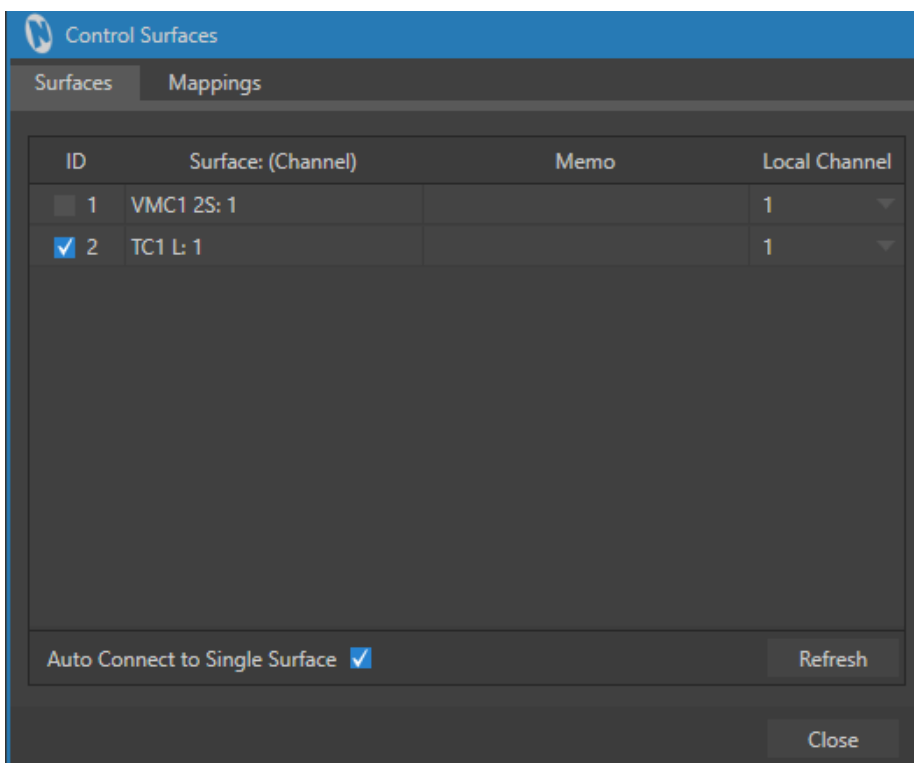 Control Surfaces
Surfaces Mappings
ID Surface: (Channel) Memo Local Channel
1 VMC1 2S: 1 1
2 TC1 L: 1 1
Auto Connect to Single Surface Refresh
Close